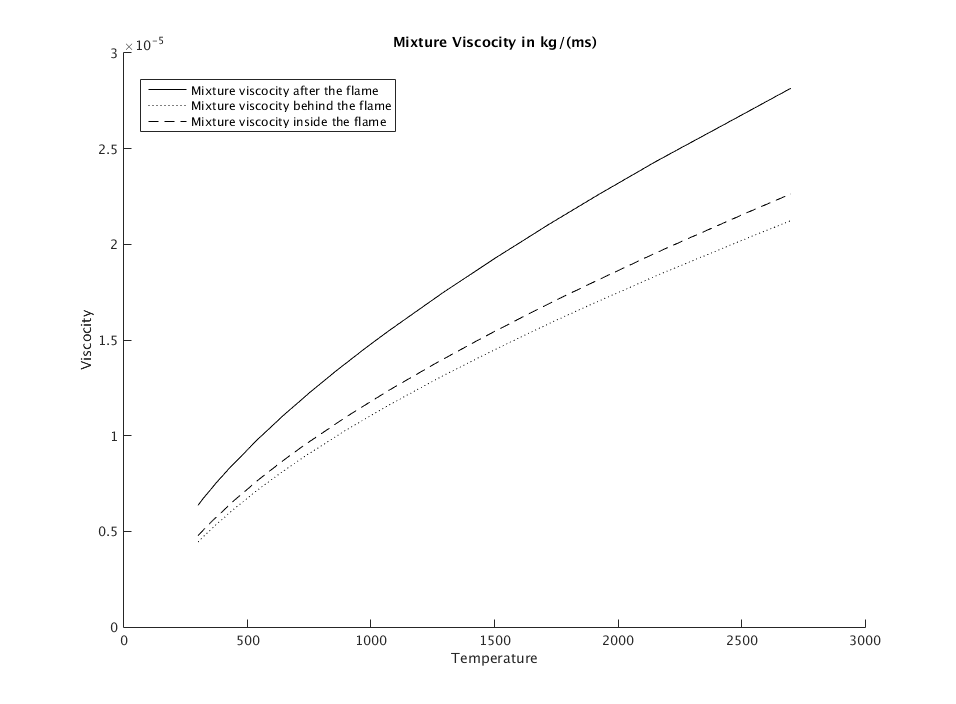 Mixture Viscocity in kg/(ms)
×10⁻⁵
Mixture viscocity after the flame
Mixture viscocity behind the flame
Mixture viscocity inside the flame
3
2.5
2
1.5
1
0.5
0
Viscocity
0 500 1000 1500 2000 2500 3000
Temperature